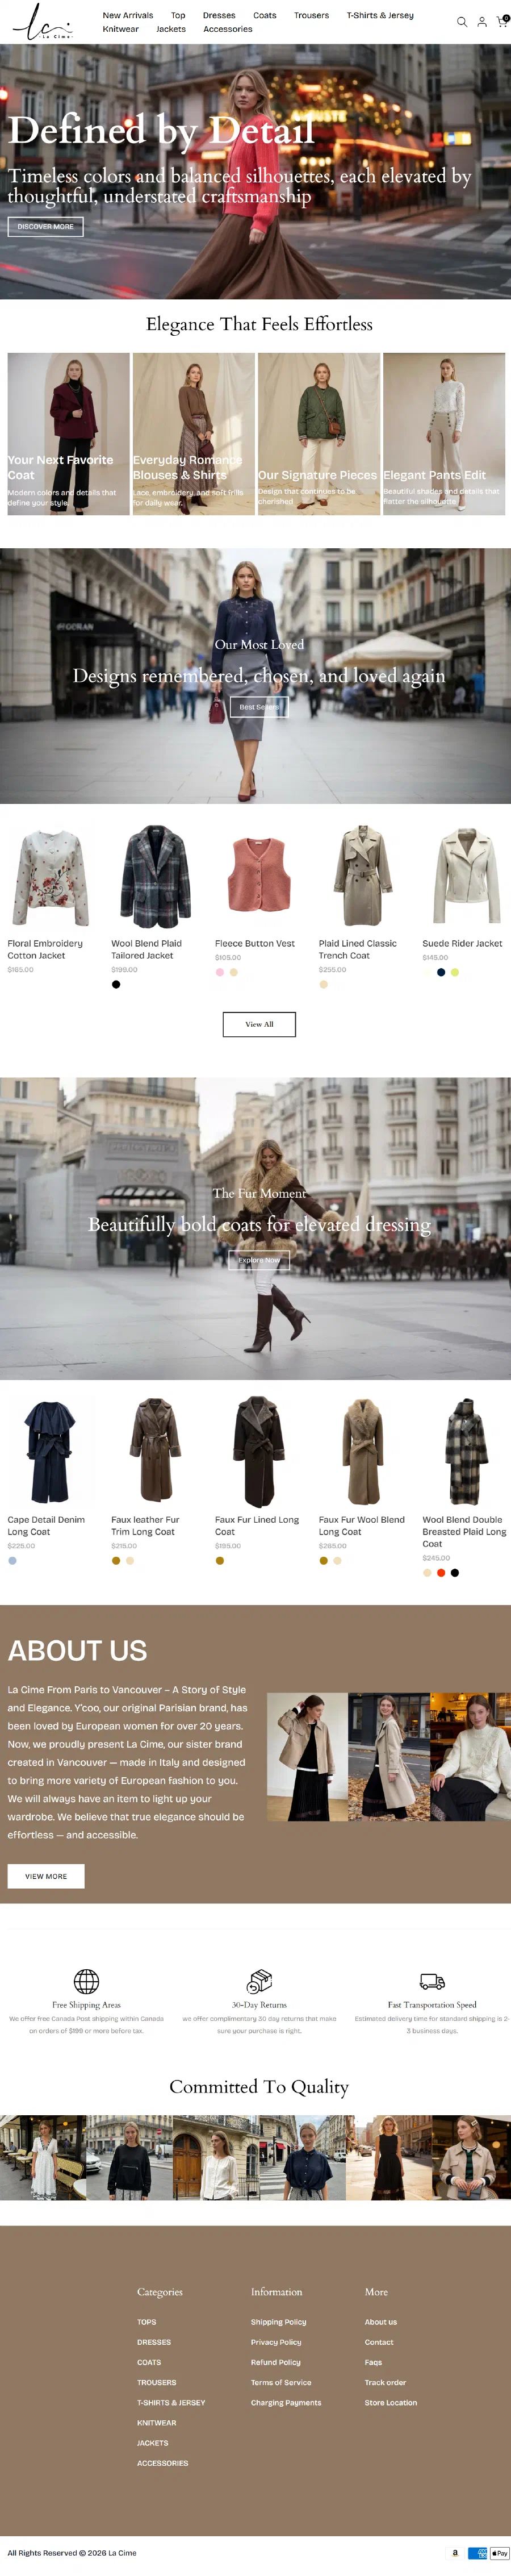 lc
La Cime
New Arrivals Top Dresses Coats Trousers T-Shirts & Jersey
Knitwear Jackets Accessories
0
Defined by Detail
Timeless colors and balanced silhouettes, each elevated by
thoughtful, understated craftsmanship
DISCOVER MORE
Elegance That Feels Effortless
Your Next Favorite
Coat
Modern colors and details that
define your style.
Everyday Romance
Blouses & Shirts
Lace, embroidery, and soft frills
for daily wear.
Our Signature Pieces
Design that continues to be
cherished
Elegant Pants Edit
Beautiful shades and details that
flatter the silhouette
Our Most Loved
Designs remembered, chosen, and loved again
Best Sellers
Floral Embroidery
Cotton Jacket
$165.00
Wool Blend Plaid
Tailored Jacket
$199.00
Fleece Button Vest
$109.00
Plaid Lined Classic
Trench Coat
$255.00
Suede Rider Jacket
$145.00
View All
The Fur Moment
Beautifully bold coats for elevated dressing
Explore Now
Cape Detail Denim
Long Coat
$225.00
Faux leather Fur
Trim Long Coat
$215.00
Faux Fur Lined Long
Coat
$195.00
Faux Fur Wool Blend
Long Coat
$265.00
Wool Blend Double
Breasted Plaid Long
Coat
$245.00
ABOUT US
La Cime From Paris to Vancouver – A Story of Style
and Elegance. Y'coo, our original Parisian brand, has
been loved by European women for over 20 years.
Now, we proudly present La Cime, our sister brand
created in Vancouver — made in Italy and designed
to bring more variety of European fashion to you.
We will always have an item to light up your
wardrobe. We believe that true elegance should be
effortless — and accessible.
VIEW MORE
Free Shipping Areas
We offer free Canada Post shipping within Canada
on orders of $199 or more before tax.
30-Day Returns
we offer complimentary 30 day returns that make
sure your purchase is right.
Fast Transportation Speed
Estimated delivery time for standard shipping is 2-
3 business days.
Committed To Quality
Categories
TOPS
DRESSES
COATS
TROUSERS
T-SHIRTS & JERSEY
KNITWEAR
JACKETS
ACCESSORIES
Information
Shipping Policy
Privacy Policy
Refund Policy
Terms of Service
Charging Payments
More
About us
Contact
Faqs
Track order
Store Location
All Rights Reserved © 2026 La Cime
a
Pay